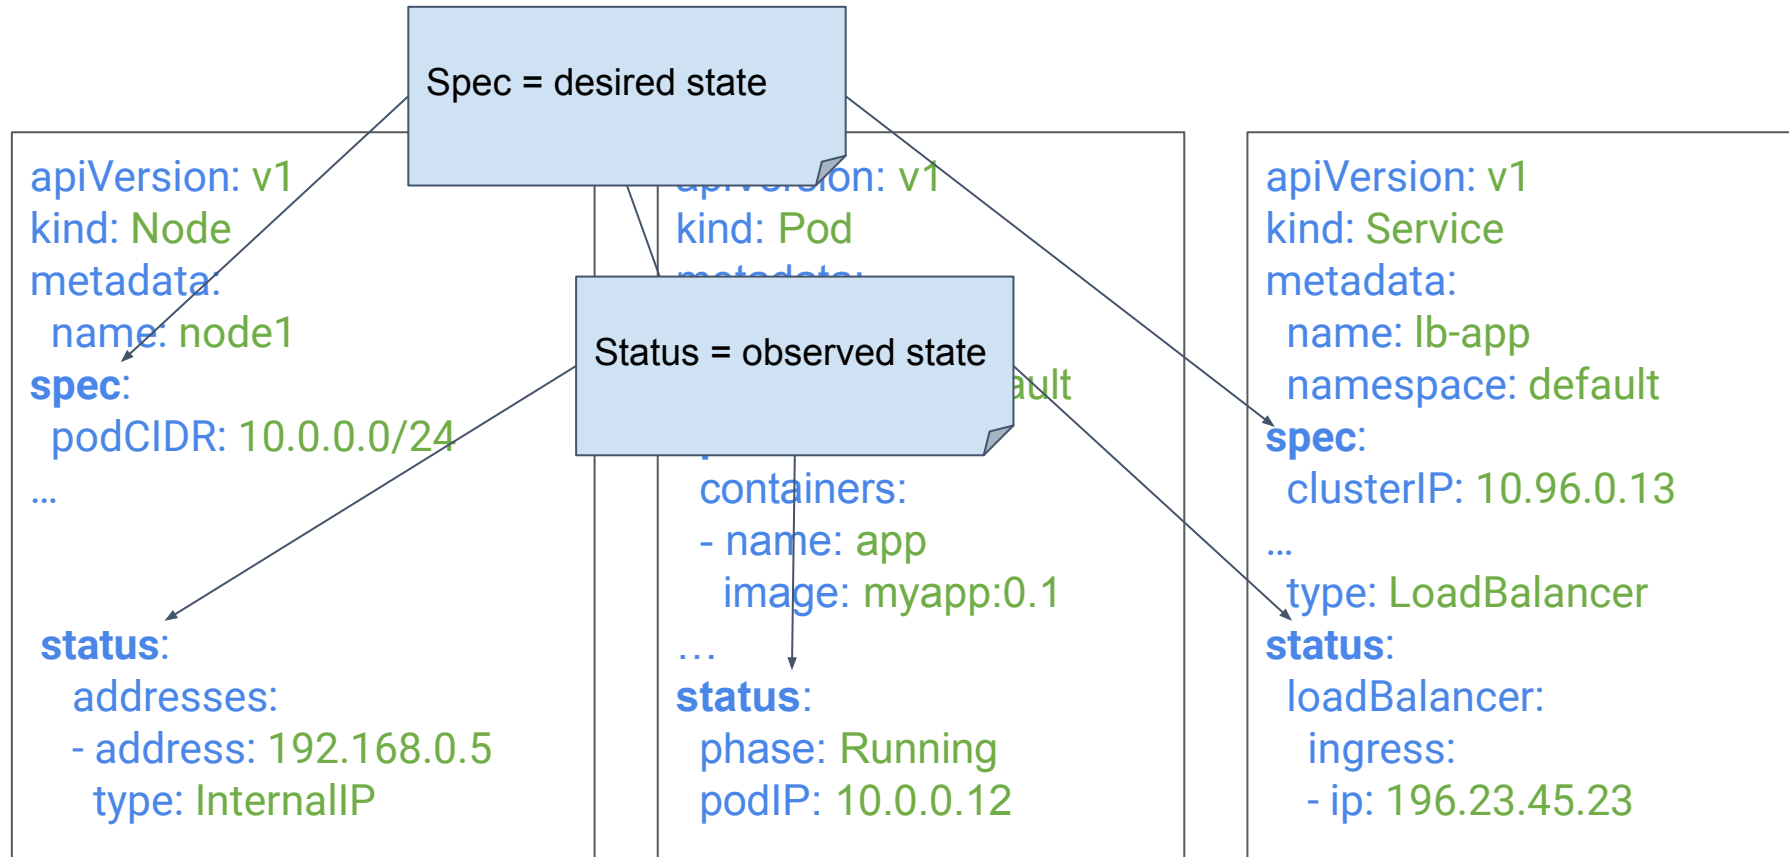 Spec = desired state
Status = observed state
apiVersion: v1
kind: Node
metadata:
name: node1
spec:
podCIDR: 10.0.0.0/24
...
status:
addresses:
- address: 192.168.0.5
type: InternalIP
apiVersion: v1
kind: Pod
metadata:
containers:
- name: app
image: myapp:0.1
...
status:
phase: Running
podIP: 10.0.0.12
apiVersion: v1
kind: Service
metadata:
name: lb-app
namespace: default
spec:
clusterIP: 10.96.0.13
...
type: LoadBalancer
status:
loadBalancer:
ingress:
- ip: 196.23.45.23